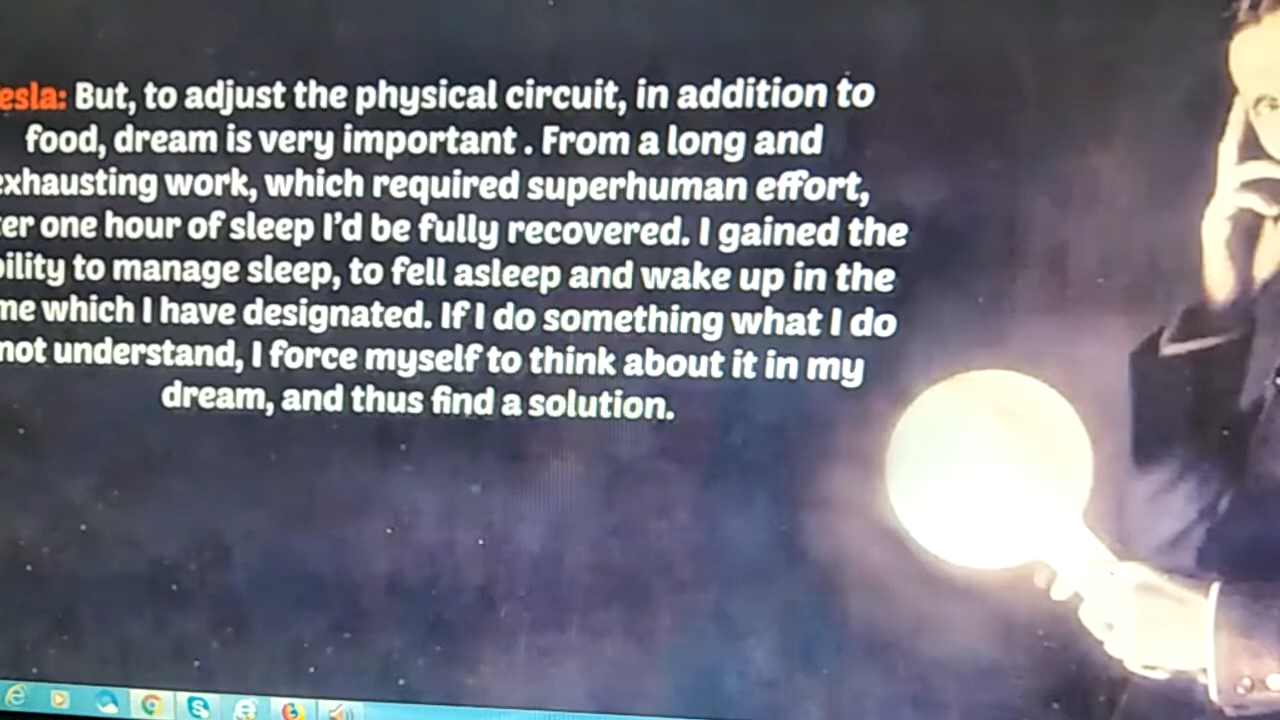 esla: But, to adjust the physical circuit, in addition to
food, dream is very important . From a long and
exhausting work, which required superhuman effort,
er one hour of sleep I'd be fully recovered. I gained the
bility to manage sleep, to fell asleep and wake up in the
me which I have designated. If I do something what I do
not understand, I force myself to think about it in my
dream, and thus find a solution.